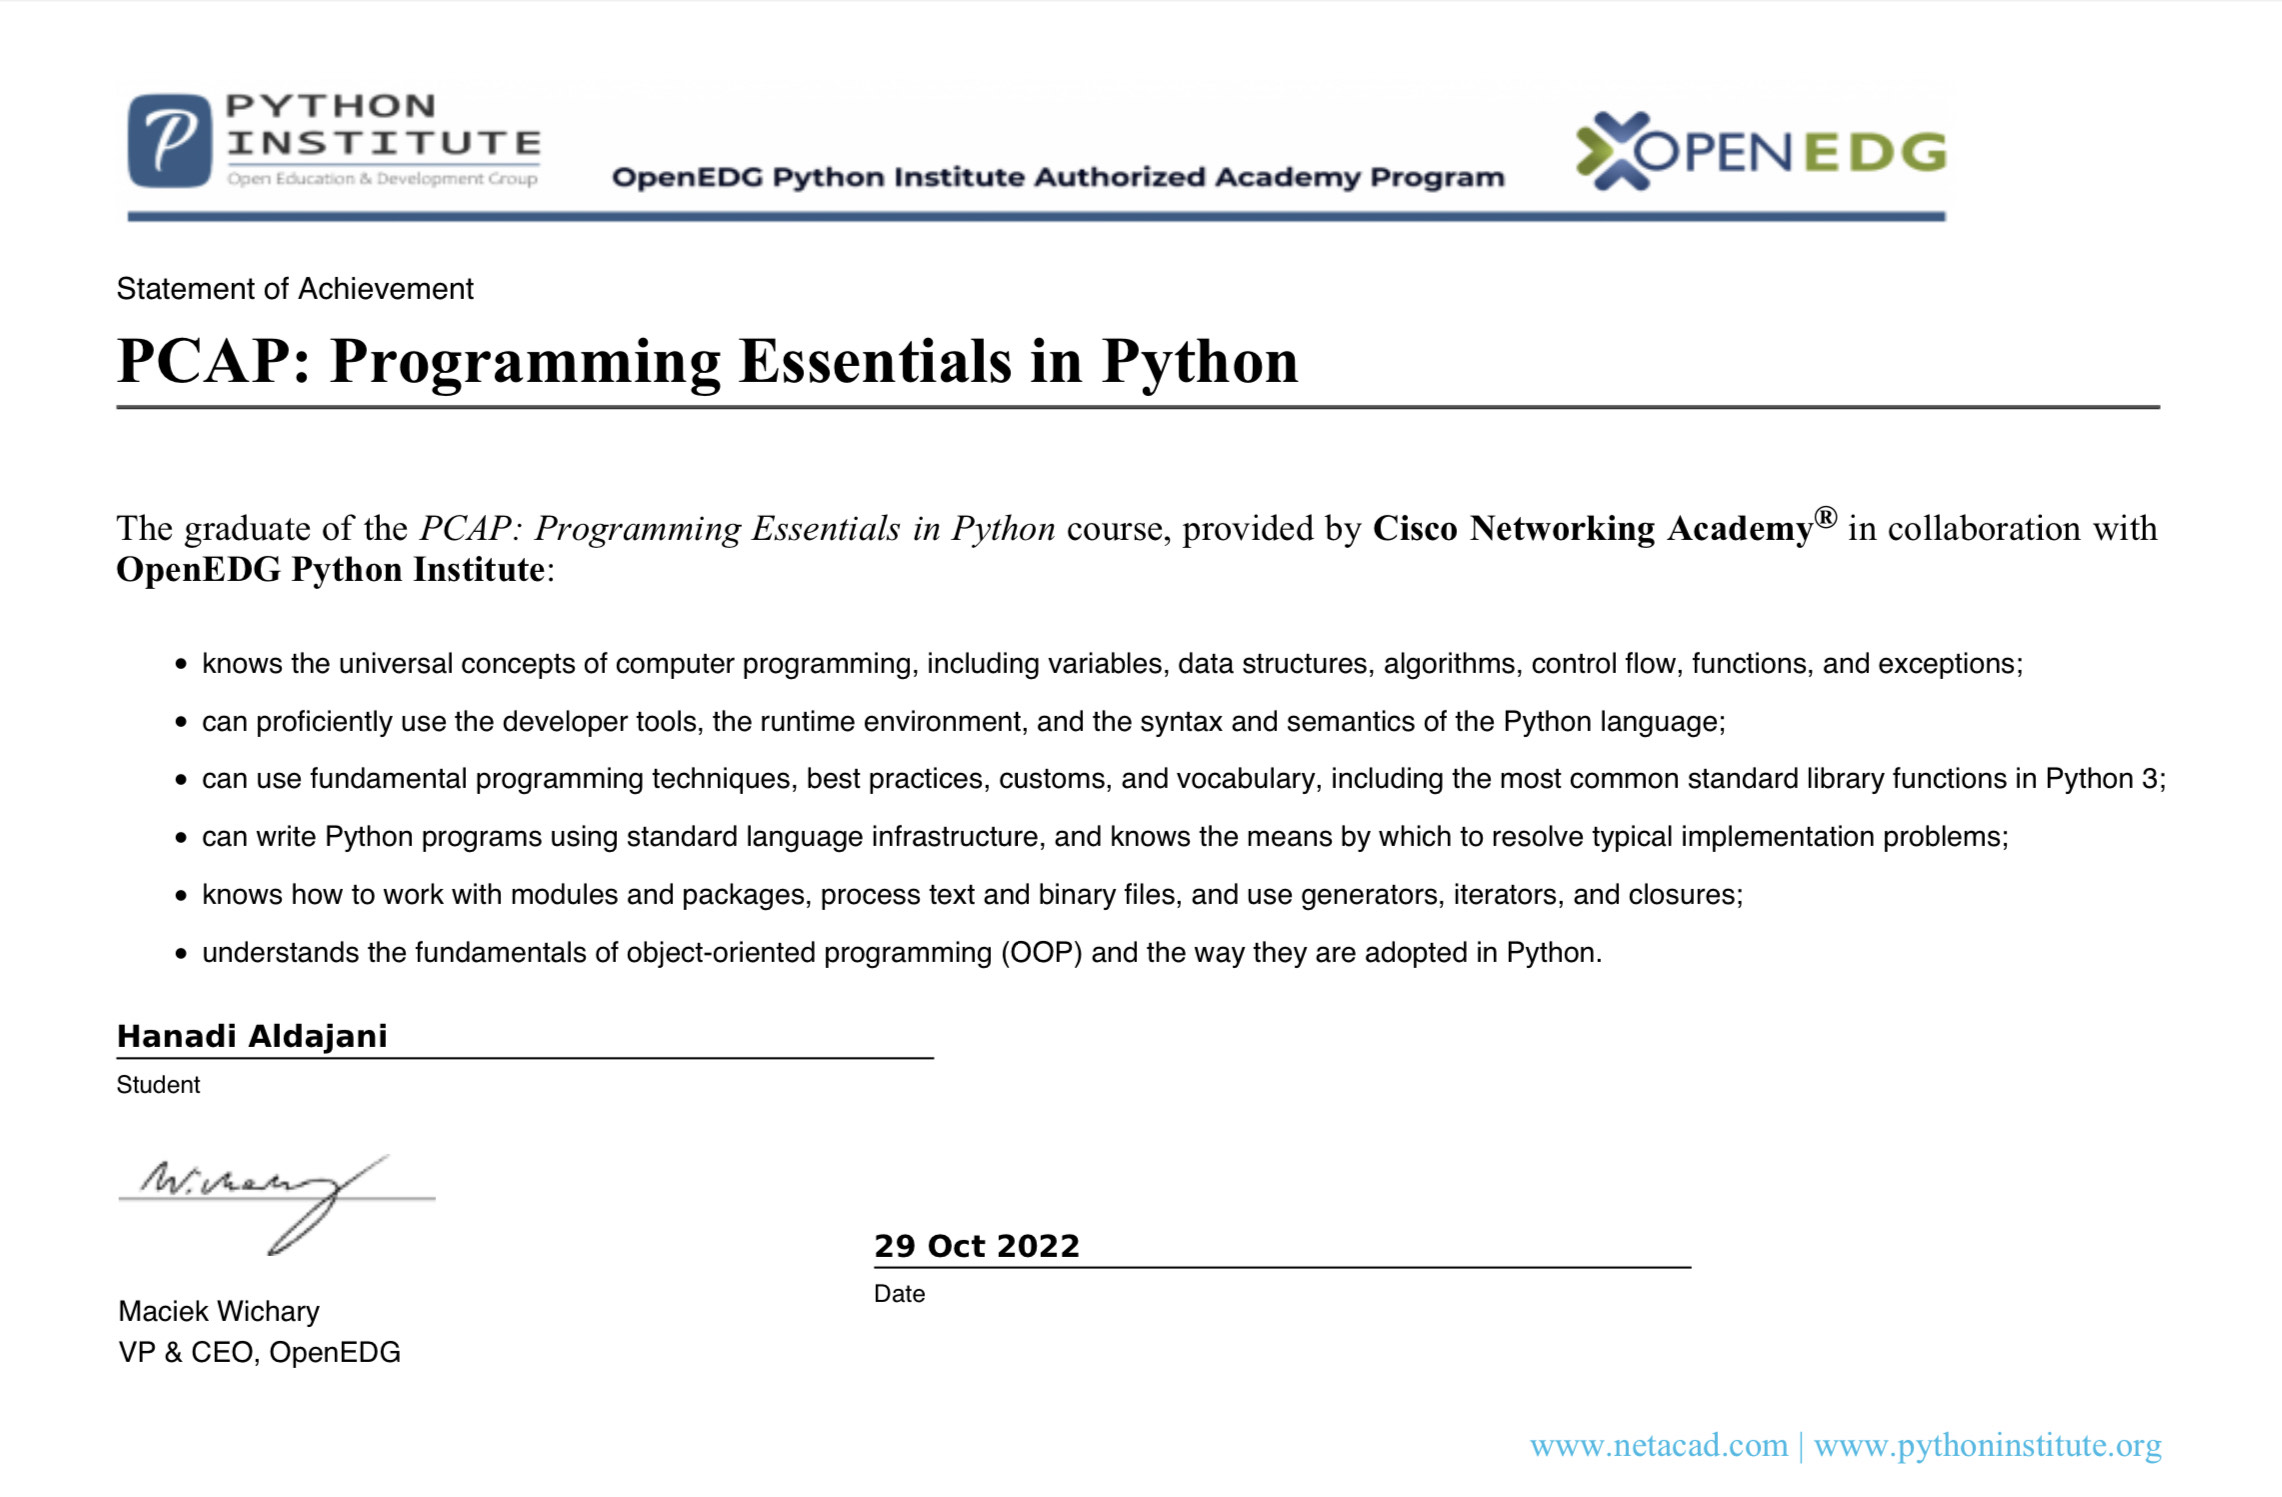 PYTHON
INSTITUTE
Open Education & Development Group
OpenEDG Python Institute Authorized Academy Program
OPENEDG
Statement of Achievement
PCAP: Programming Essentials in Python
The graduate of the PCAP: Programming Essentials in Python course, provided by Cisco Networking Academy® in collaboration with
OpenEDG Python Institute:
• knows the universal concepts of computer programming, including variables, data structures, algorithms, control flow, functions, and exceptions;
• can proficiently use the developer tools, the runtime environment, and the syntax and semantics of the Python language;
• can use fundamental programming techniques, best practices, customs, and vocabulary, including the most common standard library functions in Python 3;
• can write Python programs using standard language infrastructure, and knows the means by which to resolve typical implementation problems;
• knows how to work with modules and packages, process text and binary files, and use generators, iterators, and closures;
• understands the fundamentals of object-oriented programming (OOP) and the way they are adopted in Python.
Hanadi Aldajani
Student
W.chary
29 Oct 2022
Date
Maciek Wichary
VP & CEO, OpenEDG
www.netacad.com | www.pythoninstitute.org